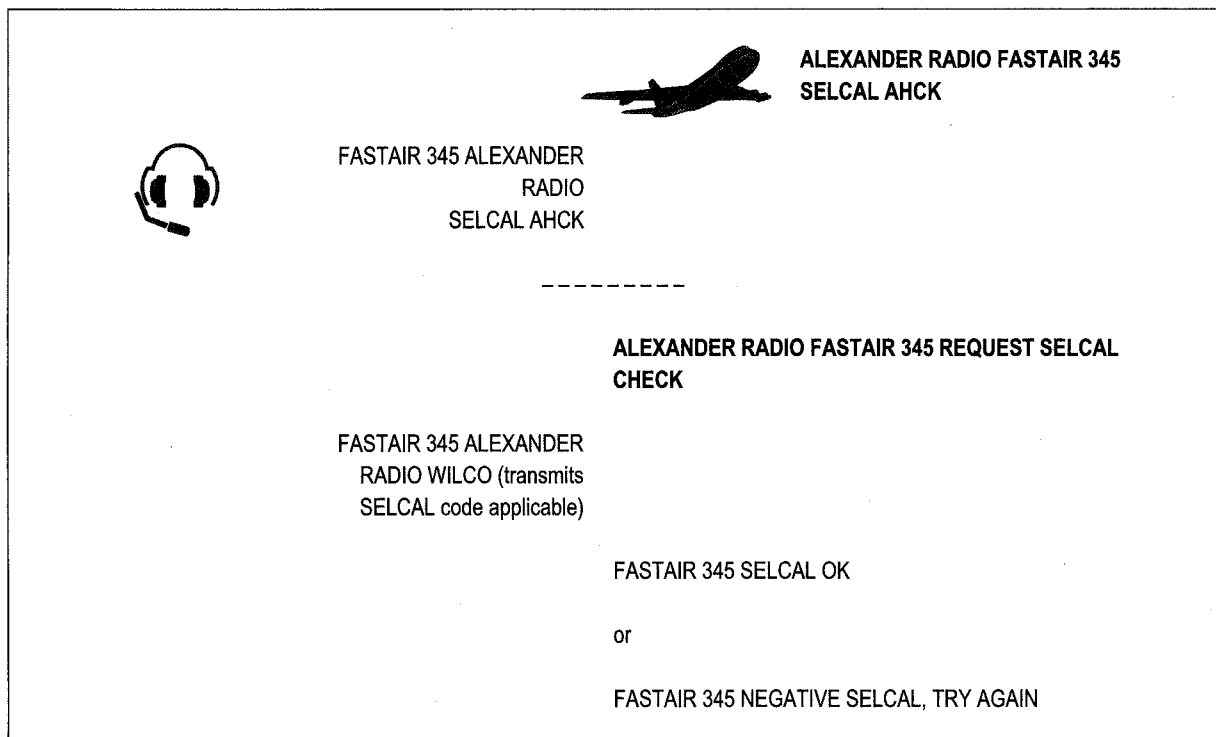 ALEXANDER RADIO FASTAIR 345
SELCAL AHCK
FASTAIR 345 ALEXANDER
RADIO
SELCAL AHCK
– – – – – – – – –
ALEXANDER RADIO FASTAIR 345 REQUEST SELCAL
CHECK
FASTAIR 345 ALEXANDER
RADIO WILCO (transmits
SELCAL code applicable)
FASTAIR 345 SELCAL OK
or
FASTAIR 345 NEGATIVE SELCAL, TRY AGAIN